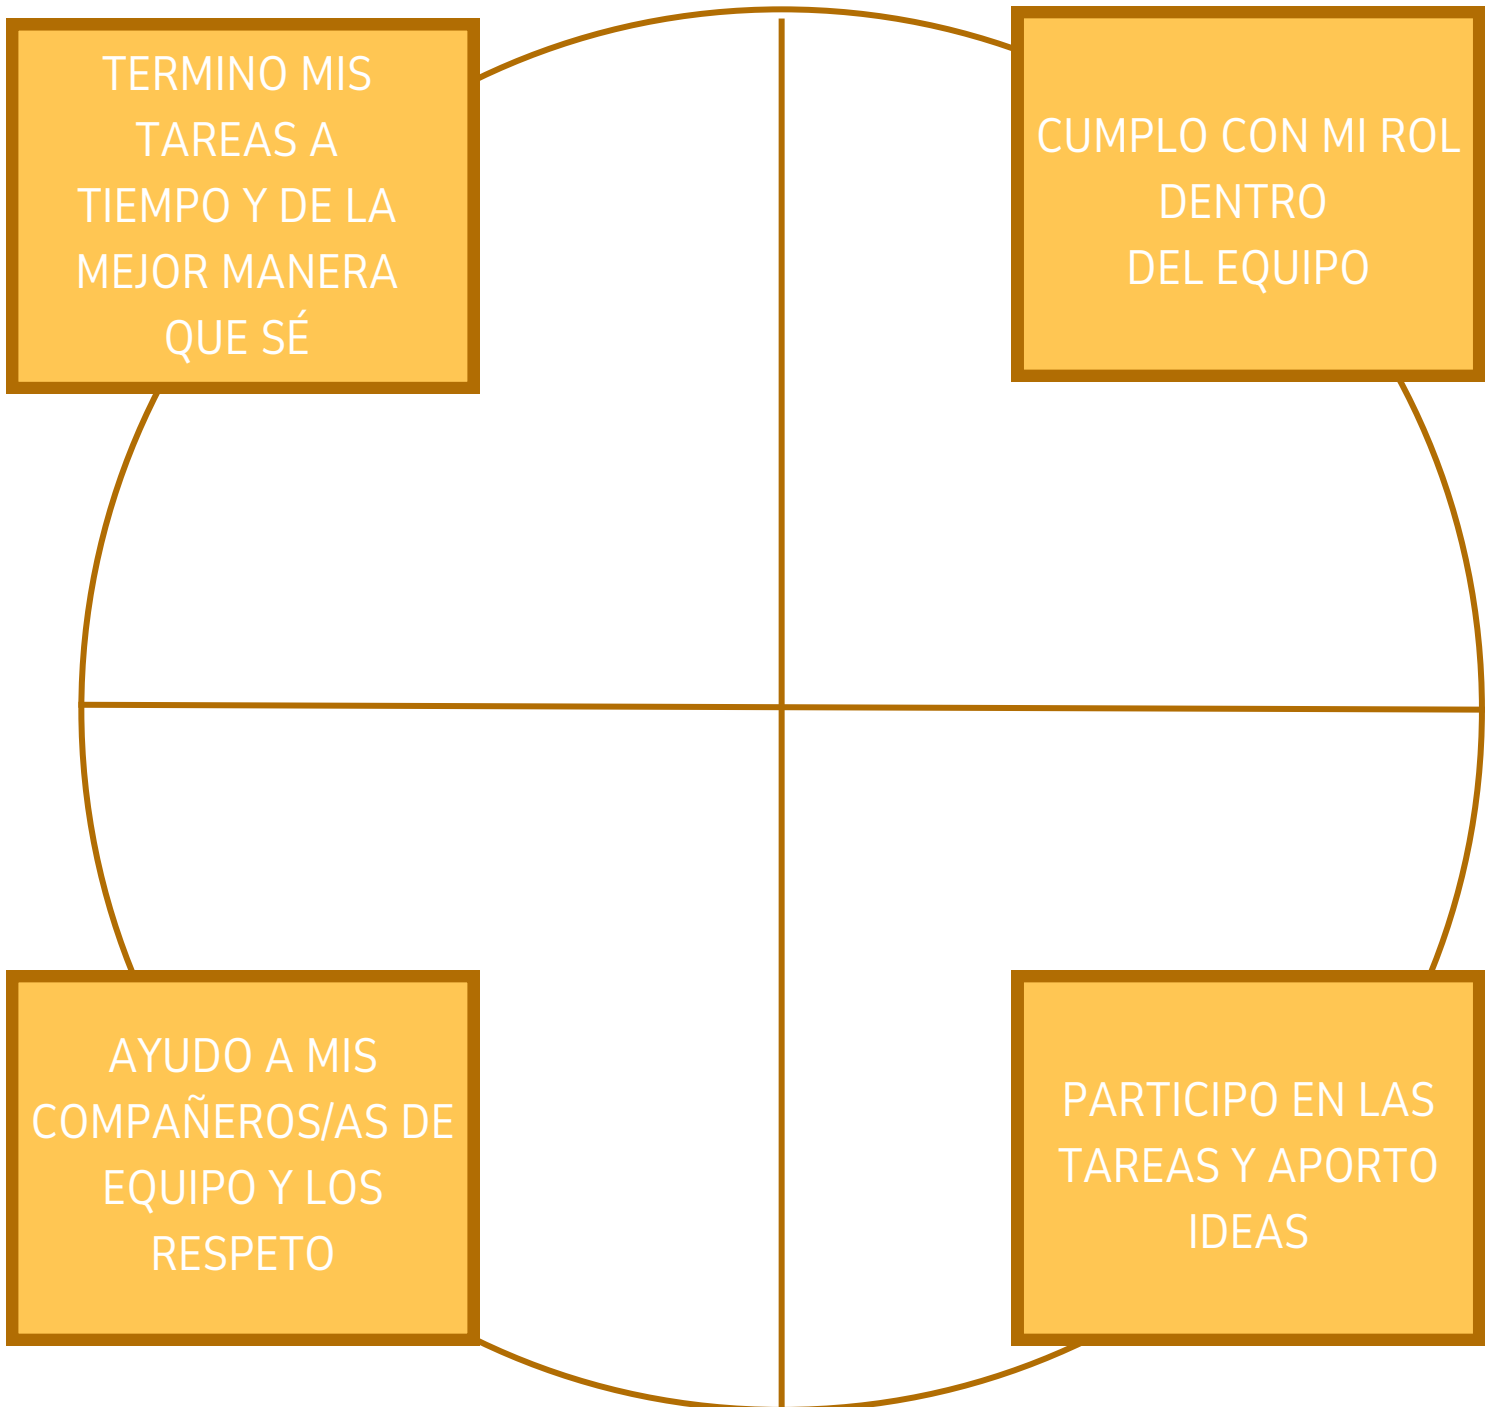 TERMINO MIS
TAREAS A
TIEMPO Y DE LA
MEJOR MANERA
QUE SÉ
CUMPLO CON MI ROL
DENTRO
DEL EQUIPO
AYUDO A MIS
COMPAÑEROS/AS DE
EQUIPO Y LOS
RESPETO
PARTICIPO EN LAS
TAREAS Y APORTO
IDEAS